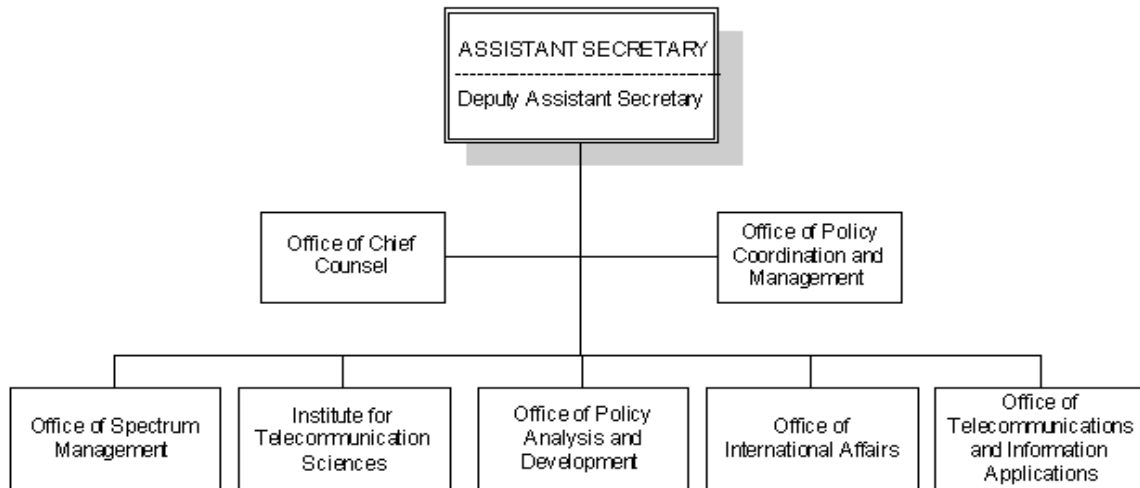 ASSISTANT SECRETARY
Deputy Assistant Secretary
Office of Chief
Counsel
Office of Policy
Coordination and
Management
Office of Spectrum
Management
Institute for
Telecommunication
Sciences
Office of Policy
Analysis and
Development
Office of
International Affairs
Office of
Telecommunications
and Information
Applications